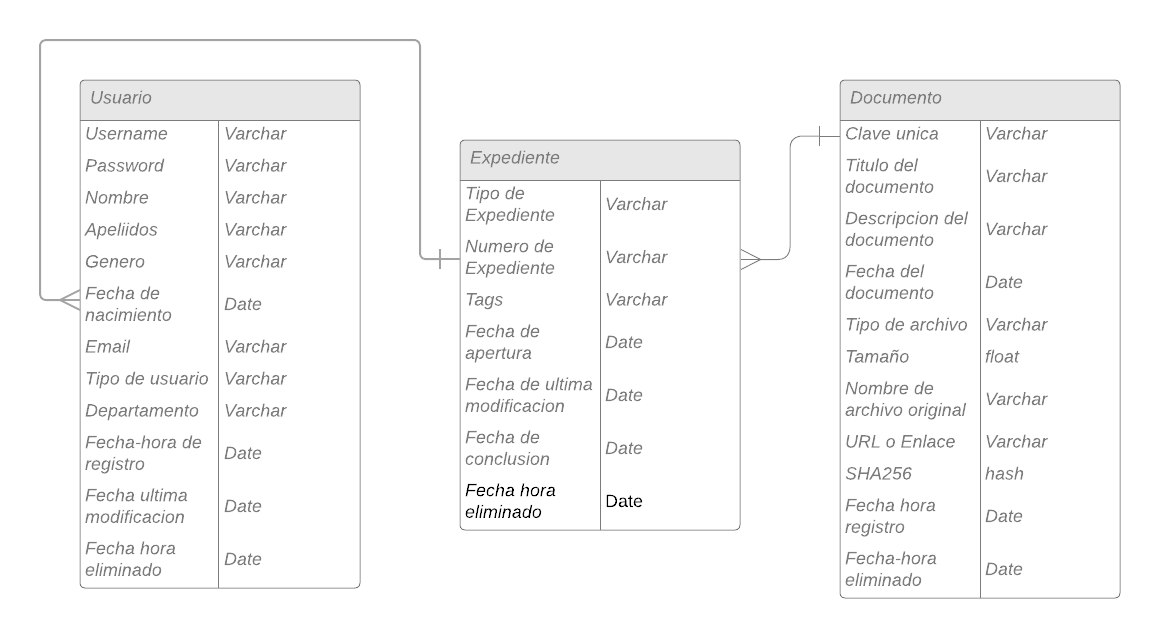 Usuario
Username Varchar
Password Varchar
Nombre Varchar
Apeliidos Varchar
Genero Varchar
Fecha de
nacimiento Date
Email Varchar
Tipo de usuario Varchar
Departamento Varchar
Fecha-hora de
registro Date
Fecha ultima
modificacion Date
Fecha hora
eliminado Date
Expediente
Tipo de
Expediente Varchar
Numero de
Expediente Varchar
Tags Varchar
Fecha de
apertura Date
Fecha de ultima
modificacion Date
Fecha de
conclusion Date
Fecha hora
eliminado Date
Documento
Clave unica Varchar
Titulo del
documento Varchar
Descripcion del
documento Varchar
Fecha del
documento Date
Tipo de archivo Varchar
Tamaño float
Nombre de
archivo original Varchar
URL o Enlace Varchar
SHA256 hash
Fecha hora
registro Date
Fecha-hora
eliminado Date